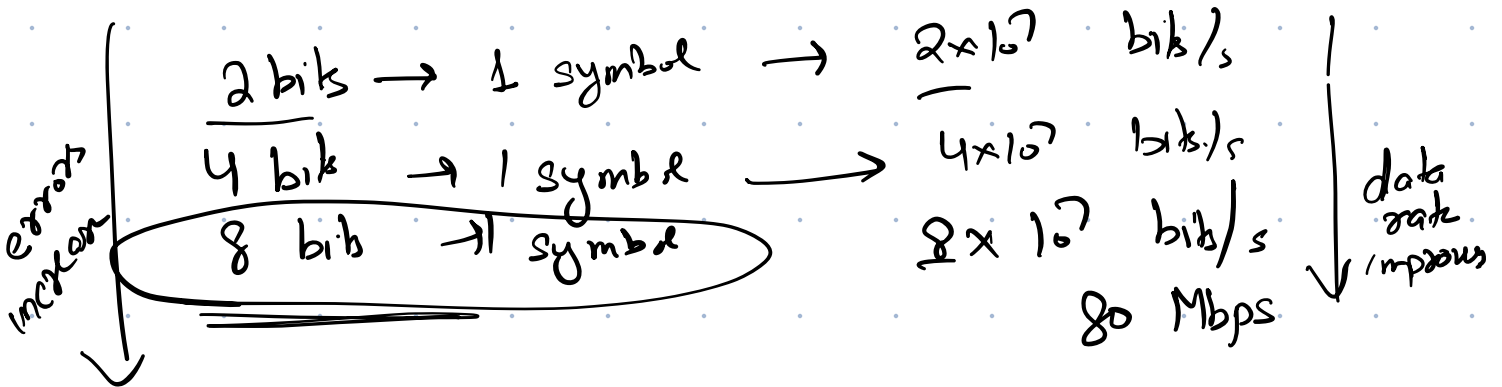 2 bits → 1 symbol → 2×10⁷ bits/s
4 bits → 1 symbol → 4×10⁷ bits/s
8 bits → 1 symbol 8×10⁷ bits/s
80 Mbps
error increase
data rate improves